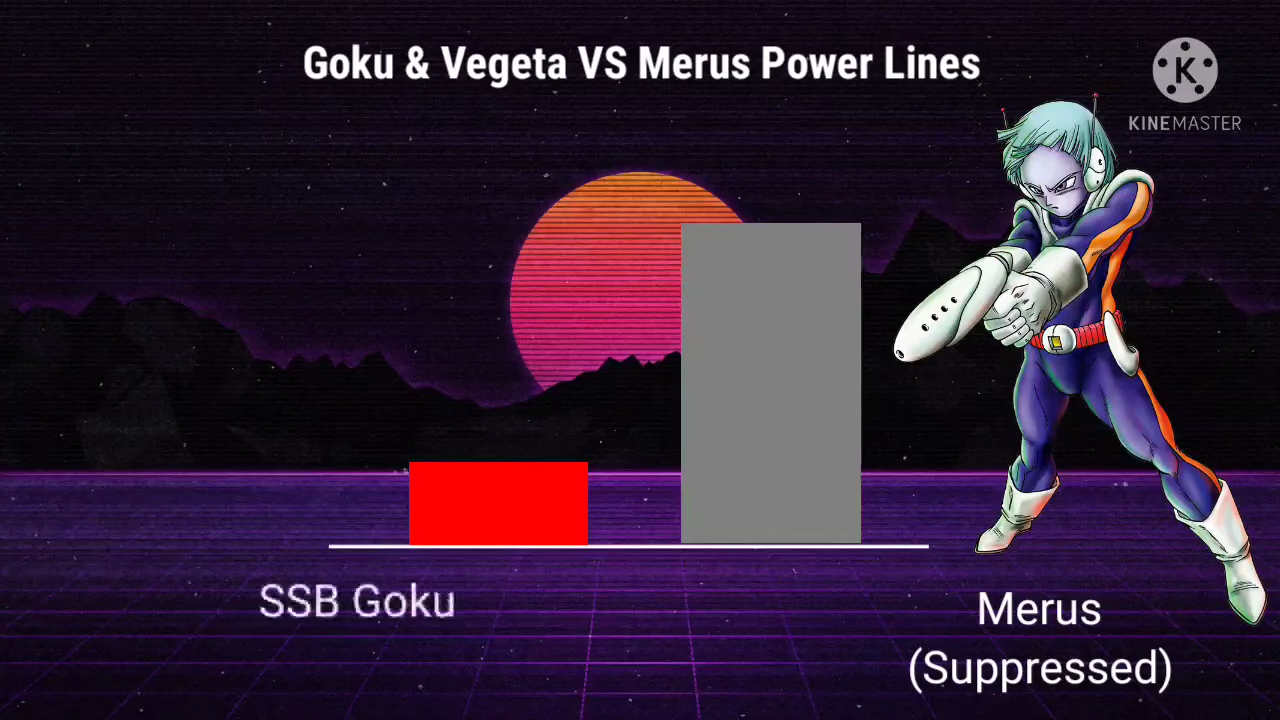 Goku & Vegeta VS Merus Power Lines
K
KINEMASTER
SSB Goku
Merus
(Suppressed)